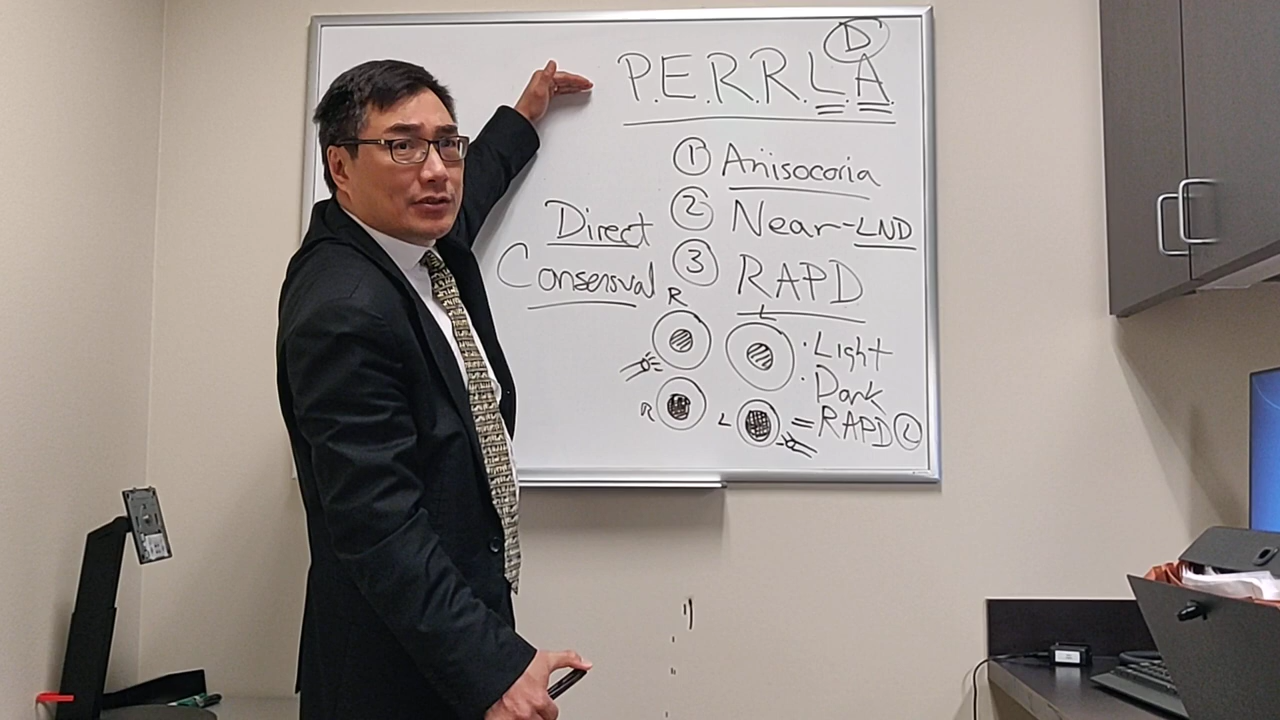 D
P.E.R.R.L.A.
① Anisocoria
② Near-LND
Direct
③ RAPD
Consensual
R L
· Light
· Dark
R L = RAPD